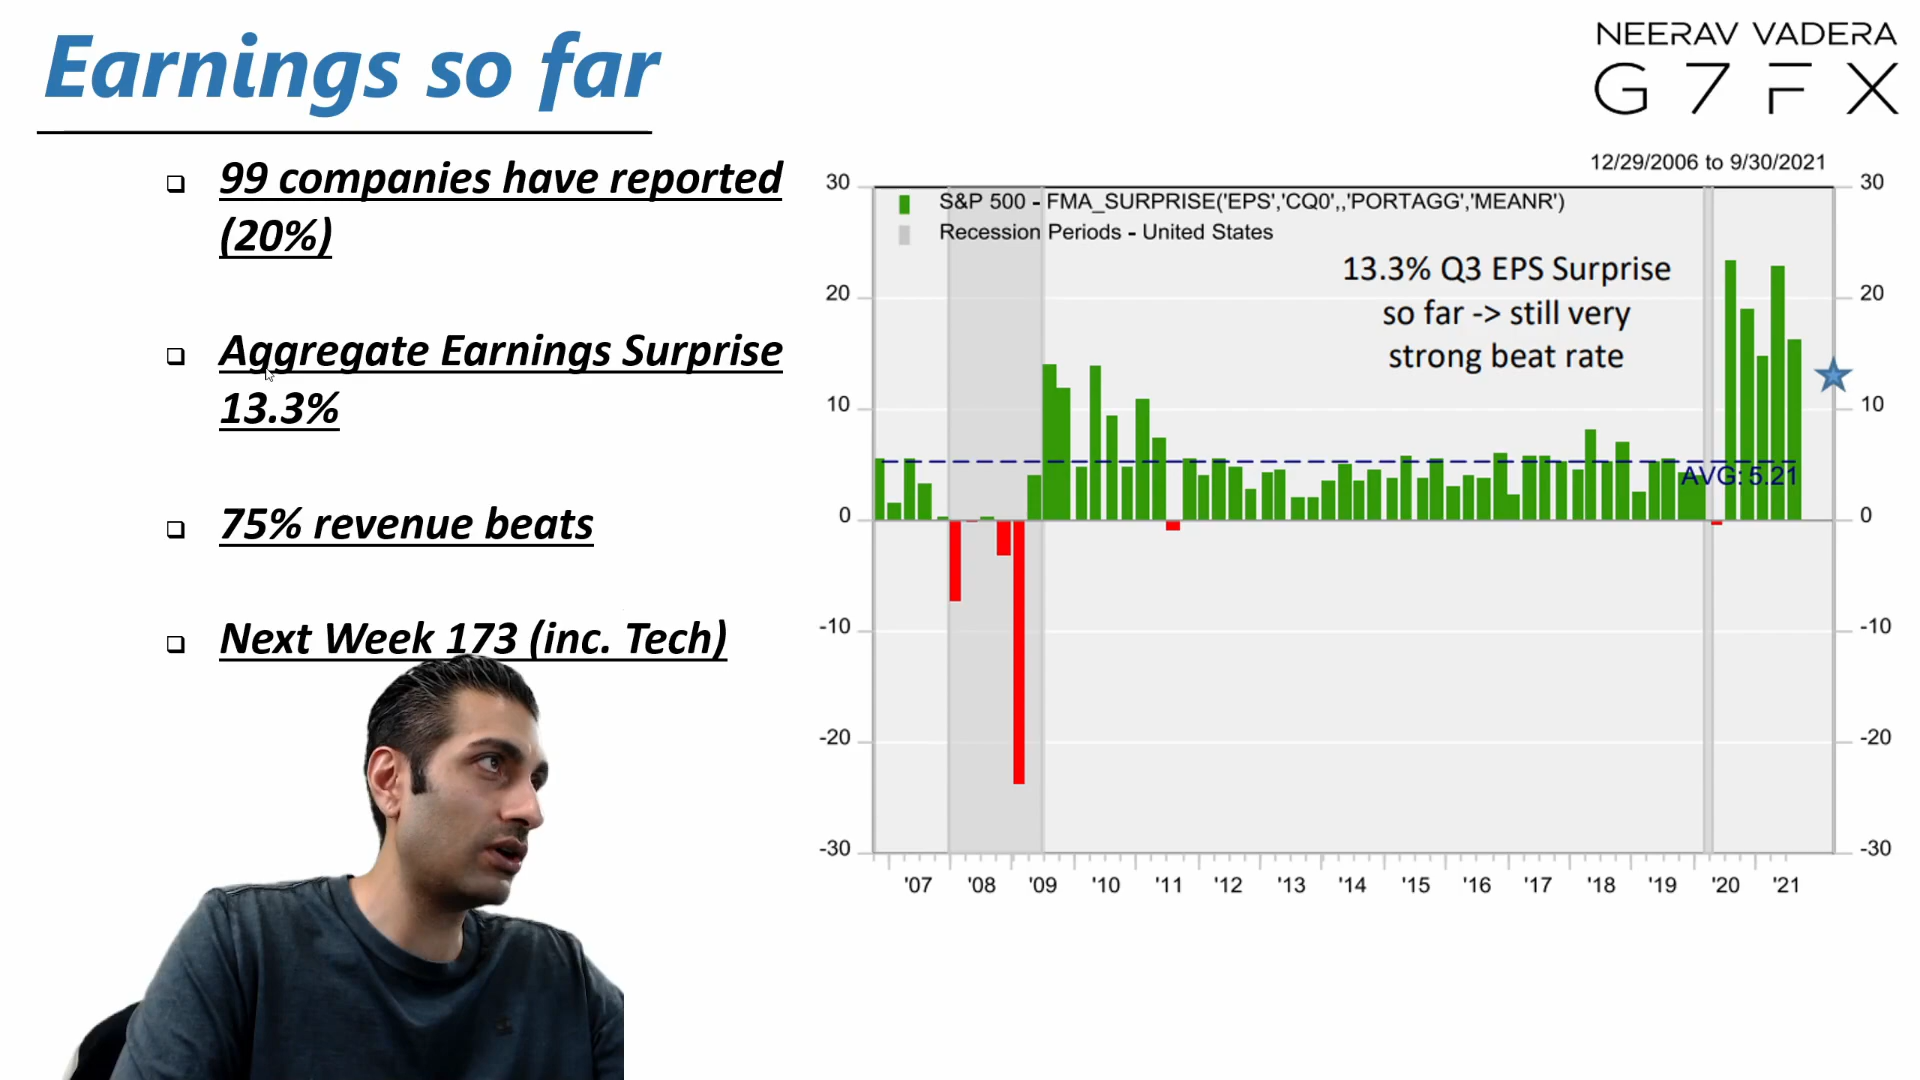 Earnings so far
NEERAV VADERA
G7FX
99 companies have reported
(20%)
Aggregate Earnings Surprise
13.3%
75% revenue beats
Next Week 173 (inc. Tech)
12/29/2006 to 9/30/2021
S&P 500 - FMA_SURPRISE('EPS','CQ0',,'PORTAGG','MEANR')
Recession Periods - United States
13.3% Q3 EPS Surprise
so far -> still very
strong beat rate
AVG: 5.21
30 30
20 20
10 10
0 0
-10 -10
-20 -20
-30 -30
'07 '08 '09 '10 '11 '12 '13 '14 '15 '16 '17 '18 '19 '20 '21